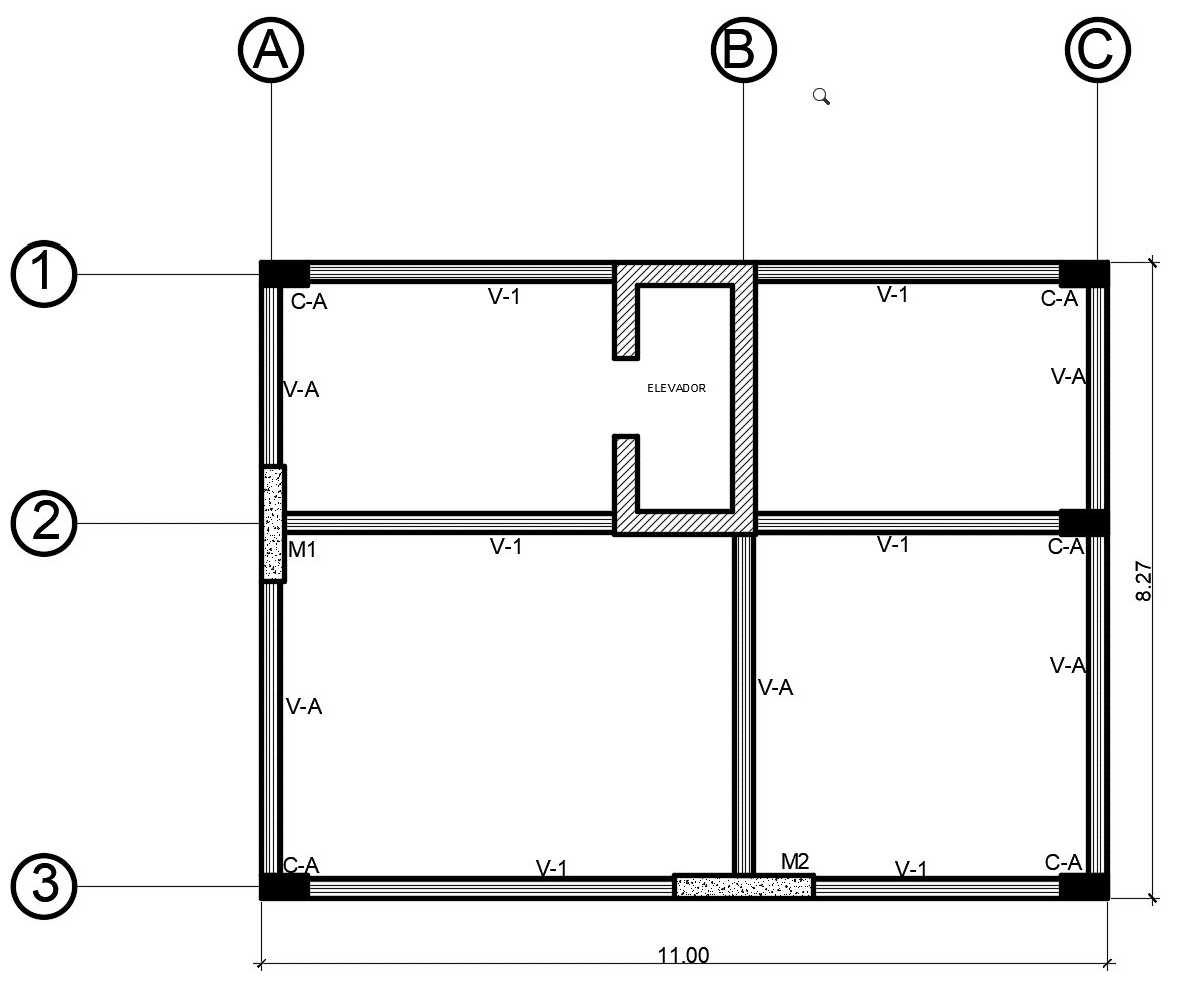 A
B
C
1
C-A
V-1
V-1
C-A
V-A
ELEVADOR
V-A
2
M1
V-1
V-1
C-A
8.27
V-A
V-A
V-A
3
C-A
V-1
M2
V-1
C-A
11.00